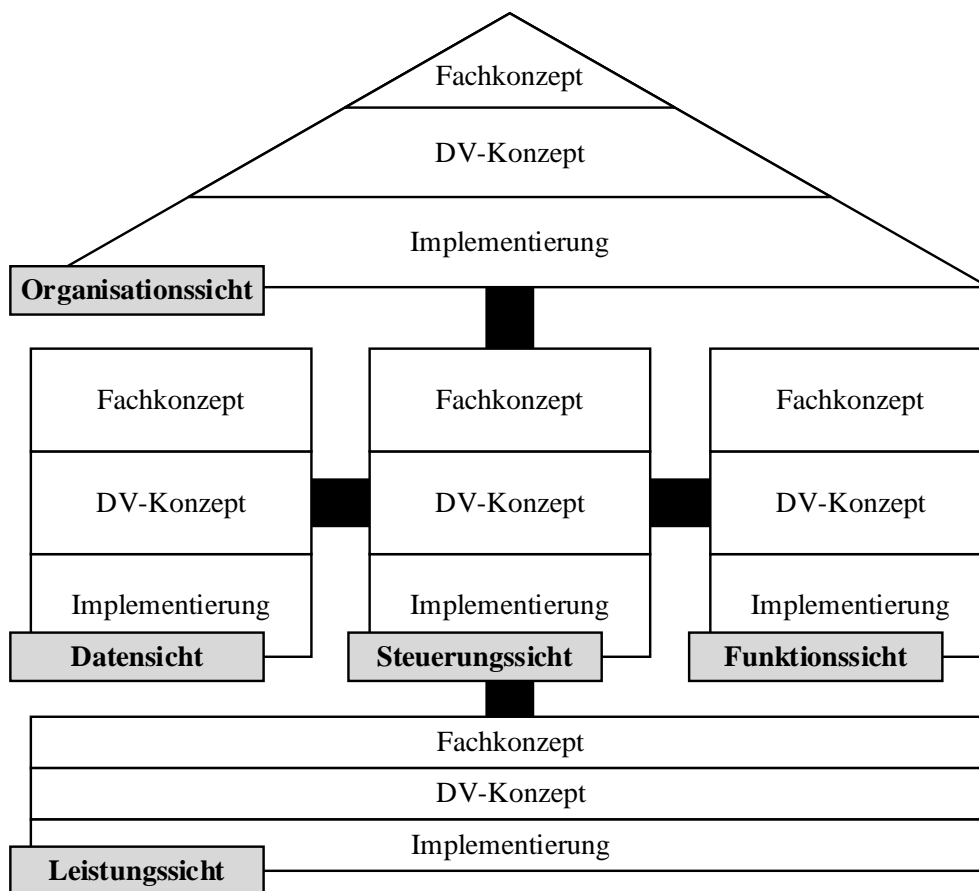 Fachkonzept
DV-Konzept
Implementierung
Organisationssicht
Fachkonzept
Fachkonzept
Fachkonzept
DV-Konzept
DV-Konzept
DV-Konzept
Implementierung
Implementierung
Implementierung
Datensicht
Steuerungssicht
Funktionssicht
Fachkonzept
DV-Konzept
Implementierung
Leistungssicht